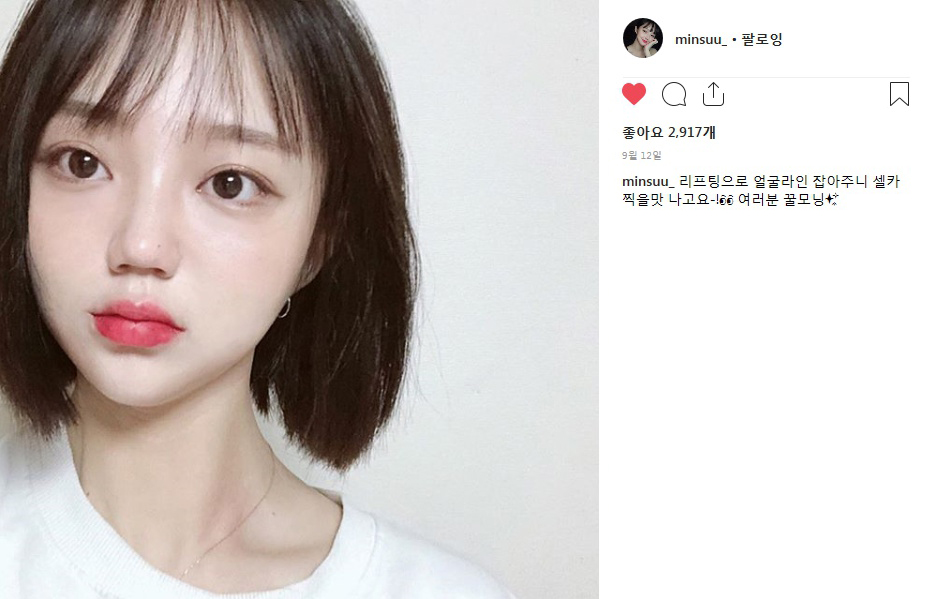 minsuu_ • 팔로잉
좋아요 2,917개
9월 12일
minsuu_ 리프팅으로 얼굴라인 잡아주니 셀카
찍을맛 나고요-!👀 여러분 꿀모닝✨